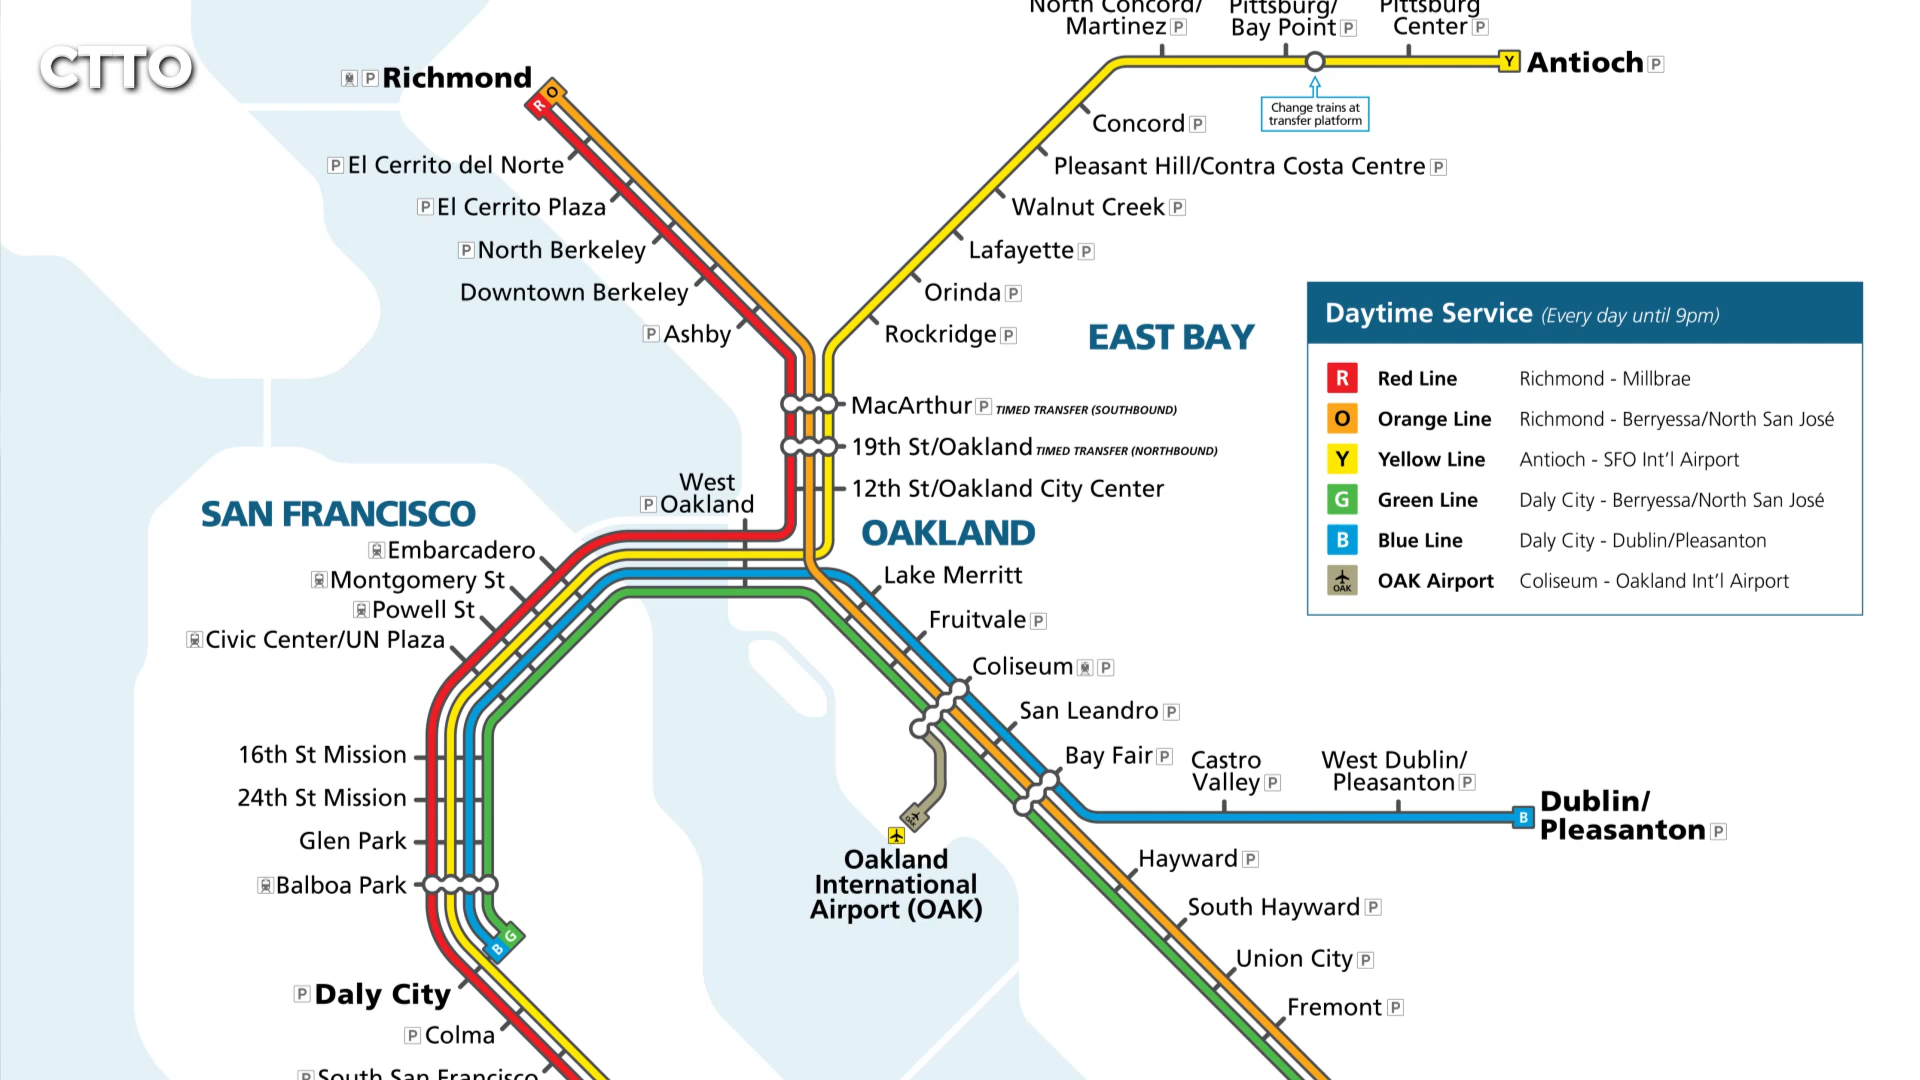 CTTO
North Concord/
Martinez P
Pittsburg/
Bay Point P
Pittsburg
Center P
Y Antioch P
Change trains at
transfer platform
P Richmond
R O
P El Cerrito del Norte
P El Cerrito Plaza
P North Berkeley
Downtown Berkeley
P Ashby
Concord P
Pleasant Hill/Contra Costa Centre P
Walnut Creek P
Lafayette P
Orinda P
Rockridge P
EAST BAY
MacArthur P TIMED TRANSFER (SOUTHBOUND)
19th St/Oakland TIMED TRANSFER (NORTHBOUND)
12th St/Oakland City Center
Daytime Service (Every day until 9pm)
R Red Line Richmond - Millbrae
O Orange Line Richmond - Berryessa/North San José
Y Yellow Line Antioch - SFO Int'l Airport
G Green Line Daly City - Berryessa/North San José
B Blue Line Daly City - Dublin/Pleasanton
OAK OAK Airport Coliseum - Oakland Int'l Airport
West
P Oakland
SAN FRANCISCO
OAKLAND
Embarcadero
Montgomery St
Powell St
Civic Center/UN Plaza
16th St Mission
24th St Mission
Glen Park
Balboa Park
B G
P Daly City
P Colma
P South San Francisco
Lake Merritt
Fruitvale P
Coliseum P
San Leandro P
Bay Fair P
Castro
Valley P
West Dublin/
Pleasanton P
B Dublin/
Pleasanton P
OAK
Oakland
International
Airport (OAK)
Hayward P
South Hayward P
Union City P
Fremont P